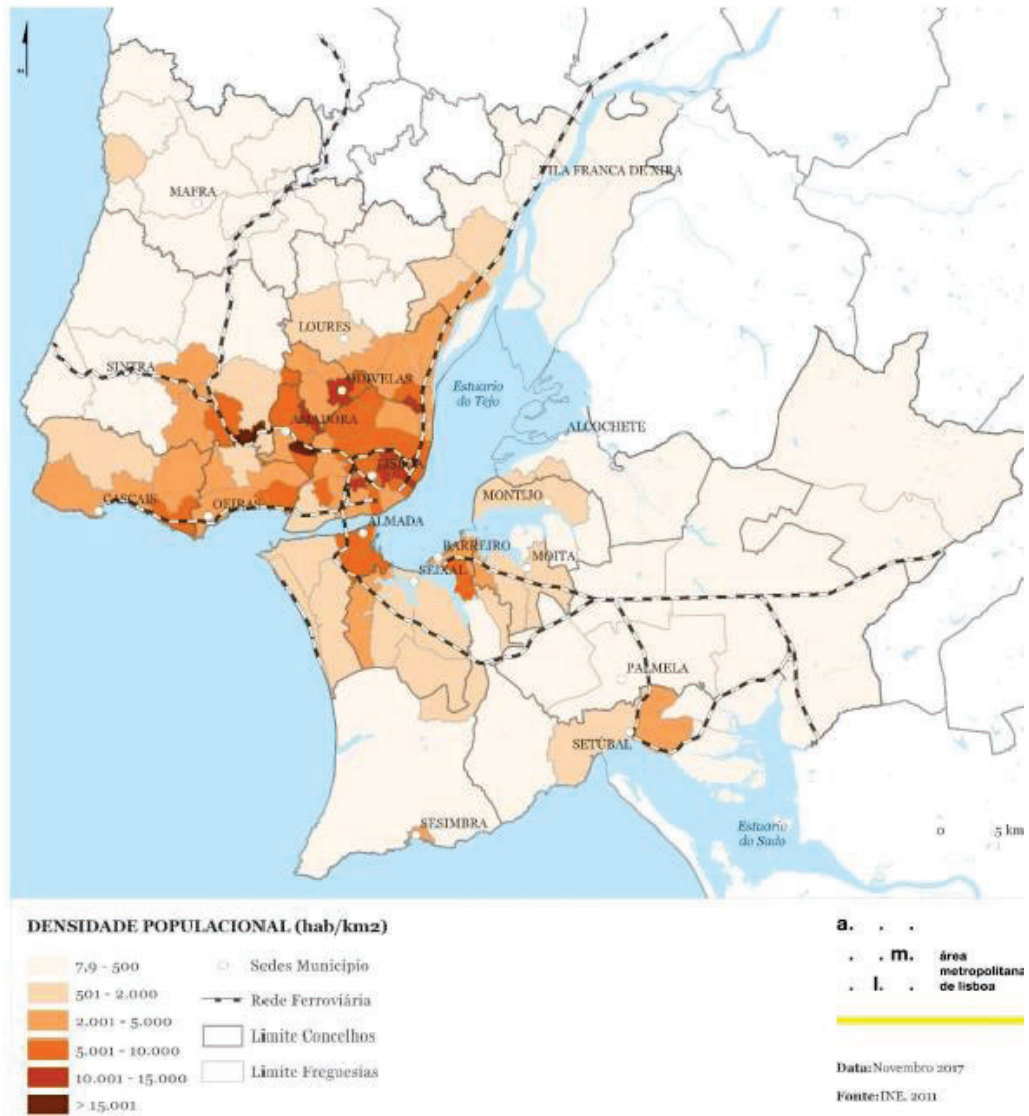 VILA FRANCA DE XIRA
MAFRA
LOURES
SINTRA
ODIVELAS
Estuario
do Tejo
AMADORA
ALCOCHETE
LISBOA
MONTIJO
CASCAIS
OEIRAS
ALMADA
BARREIRO
MOITA
SEIXAL
PALMELA
SETÚBAL
SESIMBRA
Estuario
do Sado
0 5 km
DENSIDADE POPULACIONAL (hab/km2)
7,9 - 500
501 - 2.000
2.001 - 5.000
5.001 - 10.000
10.001 - 15.000
> 15.001
Sedes Município
Rede Ferroviária
Limite Concelhos
Limite Freguesias
a. . .
. . m. área
metropolitana
. l. . de lisboa
Data:Novembro 2017
Fonte:INE, 2011